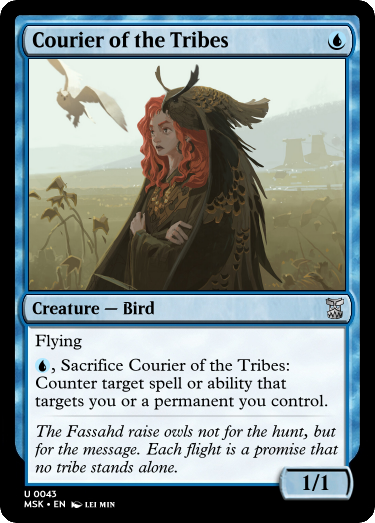 Courier of the Tribes
Creature — Bird
Flying
, Sacrifice Courier of the Tribes:
Counter target spell or ability that
targets you or a permanent you control.
The Fassahd raise owls not for the hunt, but
for the message. Each flight is a promise that
no tribe stands alone.
1/1
U 0043
MSK • EN LEI MIN